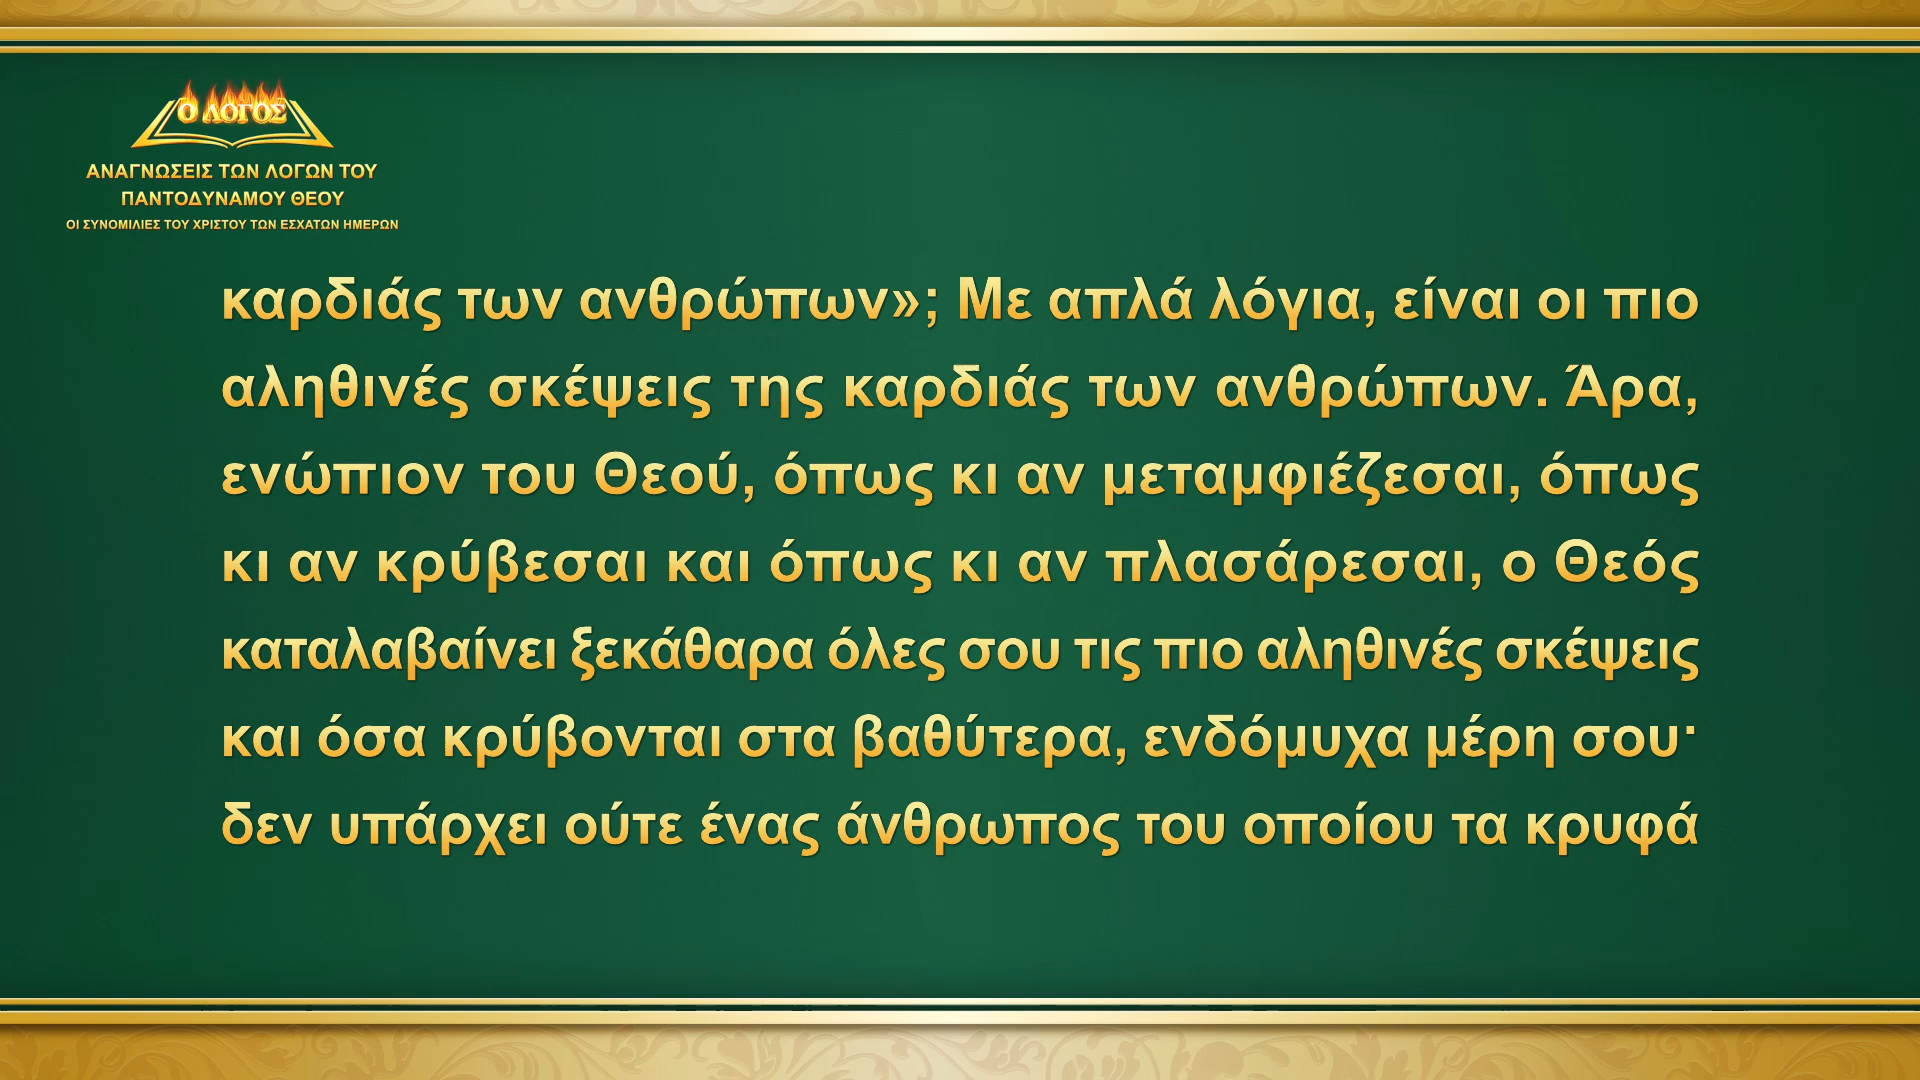 Ο ΛΟΓΟΣ
ΑΝΑΓΝΩΣΕΙΣ ΤΩΝ ΛΟΓΩΝ ΤΟΥ
ΠΑΝΤΟΔΥΝΑΜΟΥ ΘΕΟΥ
ΟΙ ΣΥΝΟΜΙΛΙΕΣ ΤΟΥ ΧΡΙΣΤΟΥ ΤΩΝ ΕΣΧΑΤΩΝ ΗΜΕΡΩΝ
καρδιάς των ανθρώπων»; Με απλά λόγια, είναι οι πιο
αληθινές σκέψεις της καρδιάς των ανθρώπων. Άρα,
ενώπιον του Θεού, όπως κι αν μεταμφιέζεσαι, όπως
κι αν κρύβεσαι και όπως κι αν πλασάρεσαι, ο Θεός
καταλαβαίνει ξεκάθαρα όλες σου τις πιο αληθινές σκέψεις
και όσα κρύβονται στα βαθύτερα, ενδόμυχα μέρη σου·
δεν υπάρχει ούτε ένας άνθρωπος του οποίου τα κρυφά